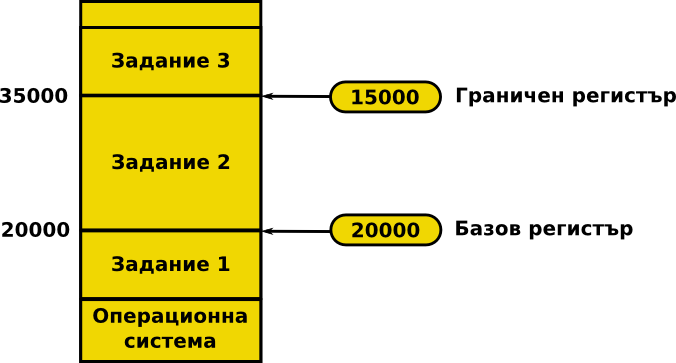 Задание 3
35000
15000
Граничен регистър
Задание 2
20000
20000
Базов регистър
Задание 1
Операционна
система